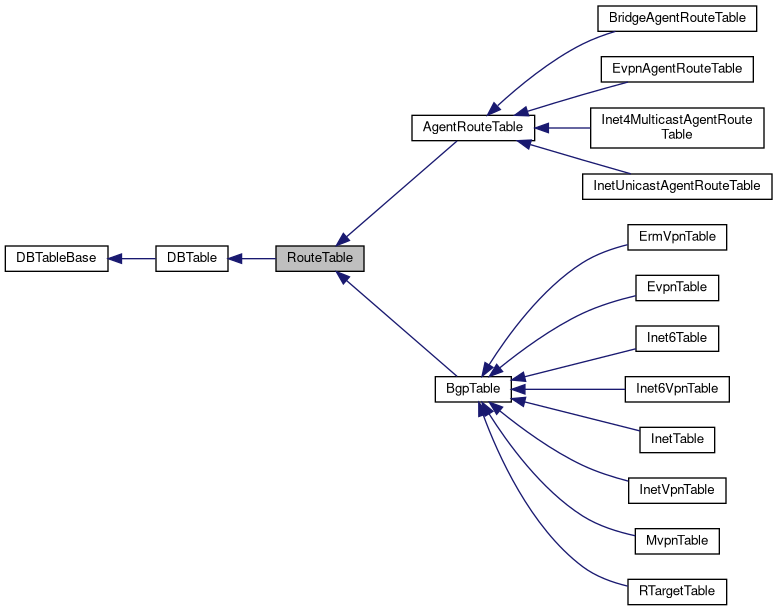 BridgeAgentRouteTable
EvpnAgentRouteTable
AgentRouteTable
Inet4MulticastAgentRoute
Table
InetUnicastAgentRouteTable
ErmVpnTable
DBTableBase
DBTable
RouteTable
EvpnTable
Inet6Table
BgpTable
Inet6VpnTable
InetTable
InetVpnTable
MvpnTable
RTargetTable